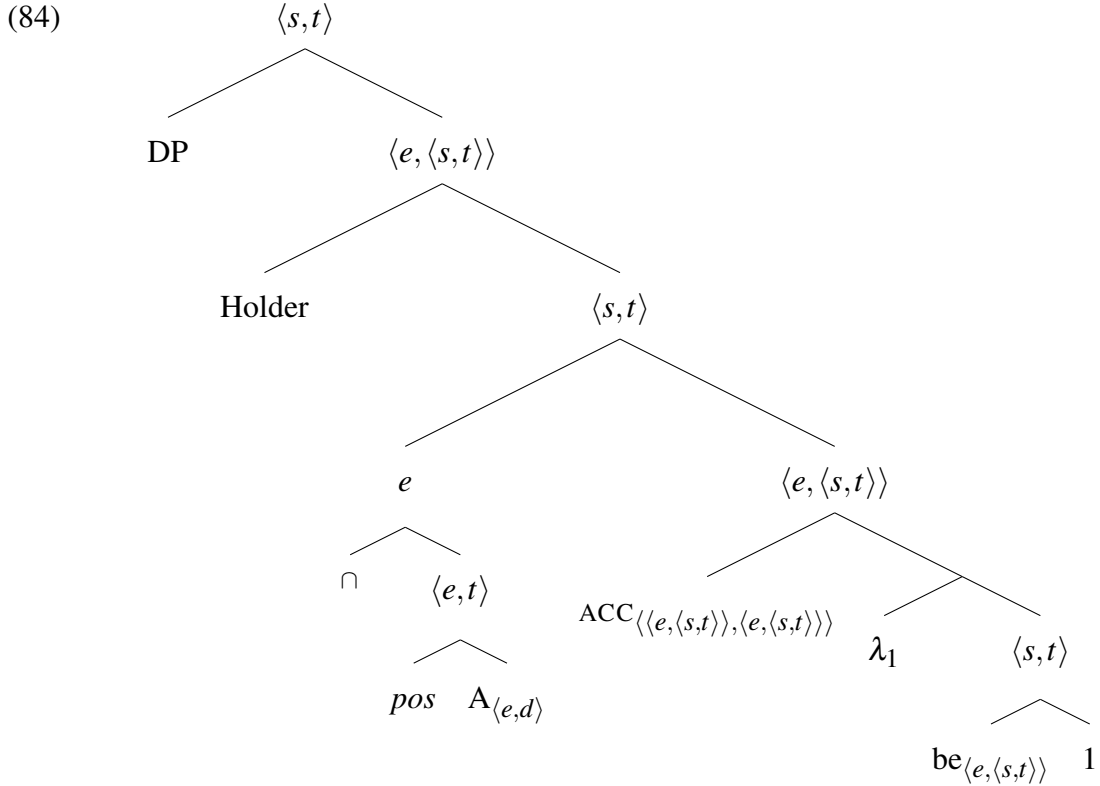 (84) ⟨s,t⟩
DP ⟨e,⟨s,t⟩⟩
Holder ⟨s,t⟩
e ⟨e,⟨s,t⟩⟩
∩ ⟨e,t⟩ ACC⟨⟨e,⟨s,t⟩⟩,⟨e,⟨s,t⟩⟩⟩ λ₁ ⟨s,t⟩
pos A⟨e,d⟩
be⟨e,⟨s,t⟩⟩ 1